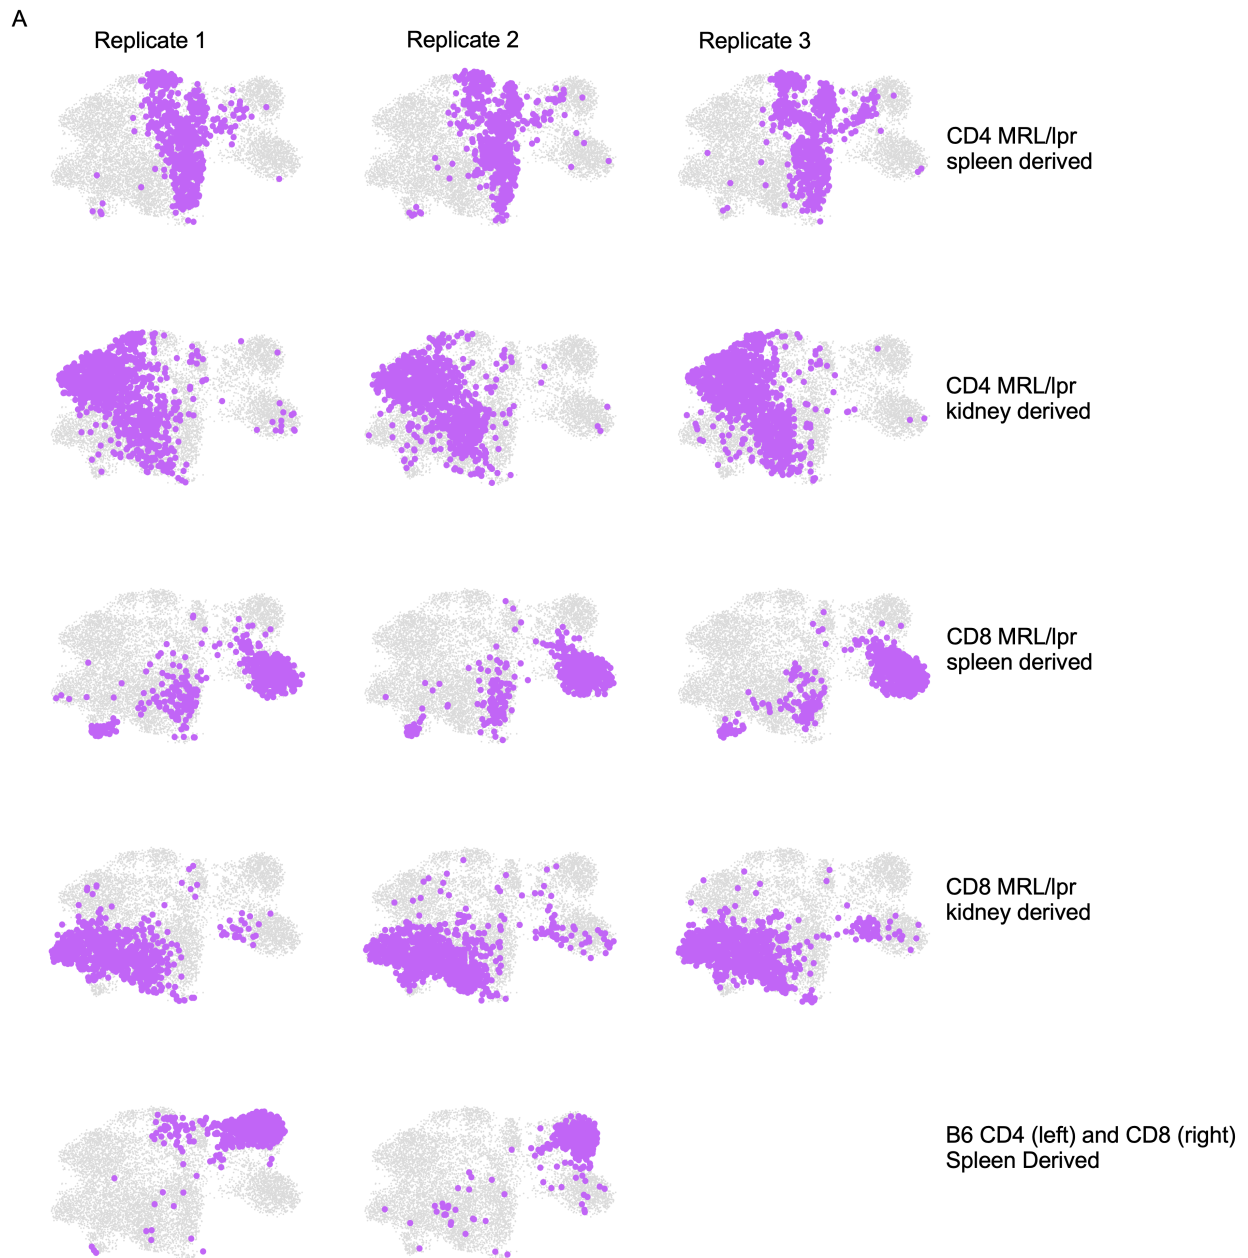 A
Replicate 1
Replicate 2
Replicate 3
CD4 MRL/lpr
spleen derived
CD4 MRL/lpr
kidney derived
CD8 MRL/lpr
spleen derived
CD8 MRL/lpr
kidney derived
B6 CD4 (left) and CD8 (right)
Spleen Derived